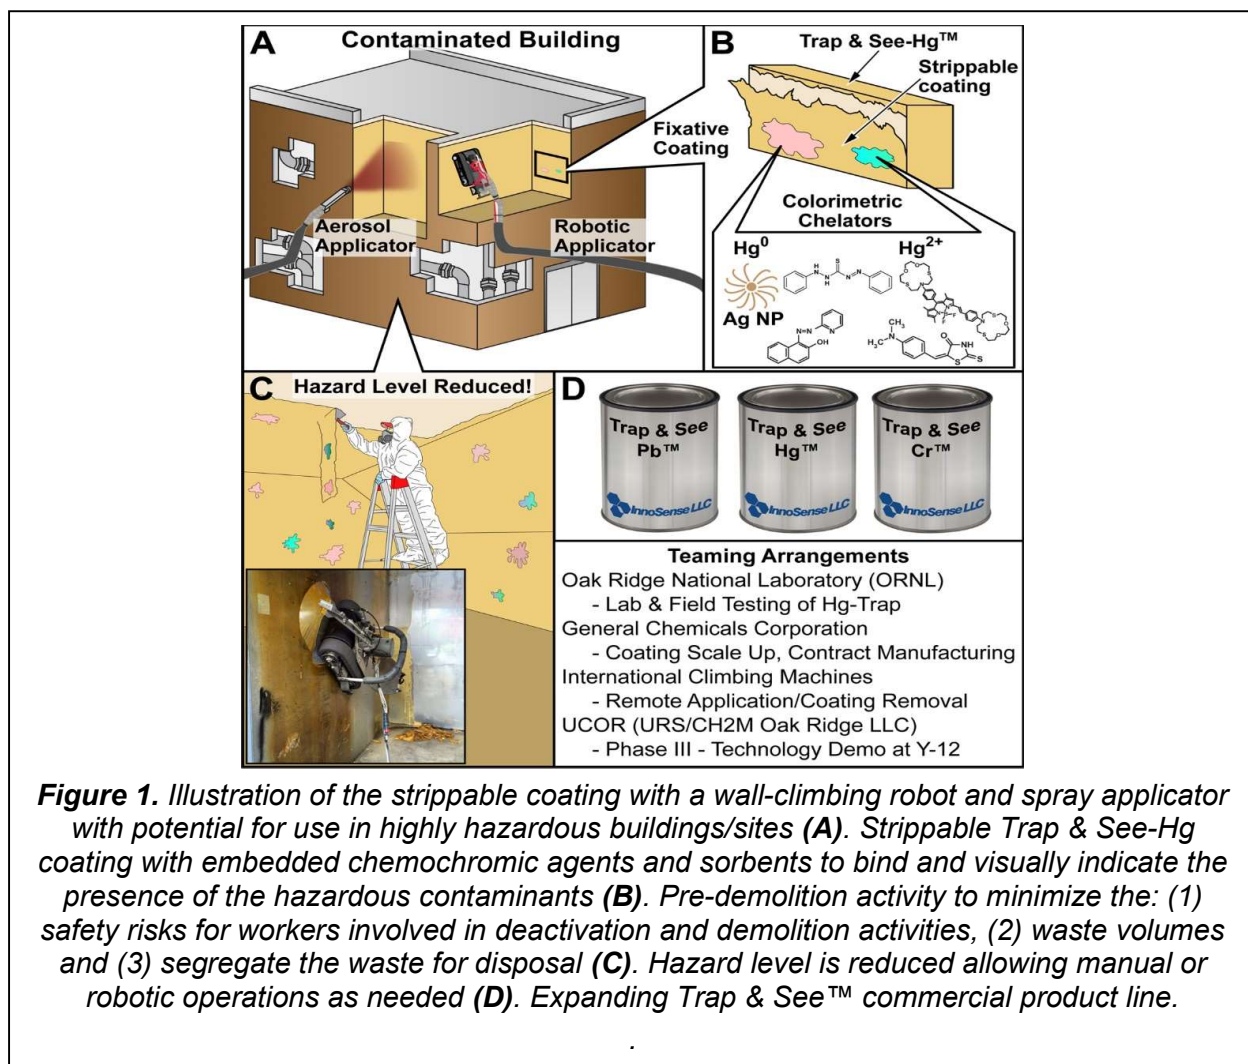 A
Contaminated Building
Aerosol
Applicator
Robotic
Applicator
Fixative
Coating
B
Trap & See-Hg™
Strippable
coating
Colorimetric
Chelators
Hg⁰
Hg²⁺
Ag NP
H
N
N
H
S
N=N
N=N
N
OH
O
S
N
B
F
F
CH₃
H₃C
N
O
NH
S
S
C
Hazard Level Reduced!
D
Trap & See
Pb™
InnoSense LLC
Trap & See
Hg™
InnoSense LLC
Trap & See
Cr™
InnoSense LLC
Teaming Arrangements
Oak Ridge National Laboratory (ORNL)
- Lab & Field Testing of Hg-Trap
General Chemicals Corporation
- Coating Scale Up, Contract Manufacturing
International Climbing Machines
- Remote Application/Coating Removal
UCOR (URS/CH2M Oak Ridge LLC)
- Phase III - Technology Demo at Y-12
Figure 1. Illustration of the strippable coating with a wall-climbing robot and spray applicator
with potential for use in highly hazardous buildings/sites (A). Strippable Trap & See-Hg
coating with embedded chemochromic agents and sorbents to bind and visually indicate the
presence of the hazardous contaminants (B). Pre-demolition activity to minimize the: (1)
safety risks for workers involved in deactivation and demolition activities, (2) waste volumes
and (3) segregate the waste for disposal (C). Hazard level is reduced allowing manual or
robotic operations as needed (D). Expanding Trap & See™ commercial product line.
.